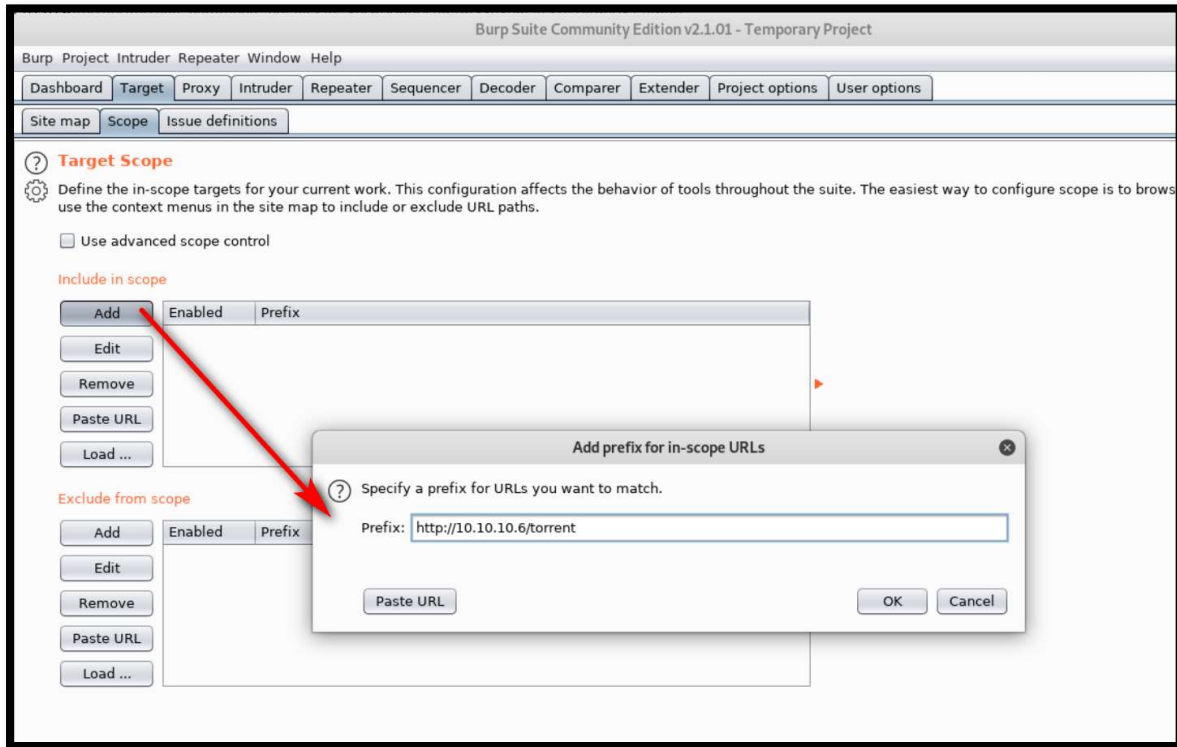 Burp Suite Community Edition v2.1.01 - Temporary Project
Burp Project Intruder Repeater Window Help
Dashboard Target Proxy Intruder Repeater Sequencer Decoder Comparer Extender Project options User options
Site map Scope Issue definitions
Target Scope
Define the in-scope targets for your current work. This configuration affects the behavior of tools throughout the suite. The easiest way to configure scope is to brows
use the context menus in the site map to include or exclude URL paths.
Use advanced scope control
Include in scope
Add Enabled Prefix
Edit
Remove
Paste URL
Load ...
Add prefix for in-scope URLs
Specify a prefix for URLs you want to match.
Prefix: http://10.10.10.6/torrent
Paste URL OK Cancel
Exclude from scope
Add Enabled Prefix
Edit
Remove
Paste URL
Load ...